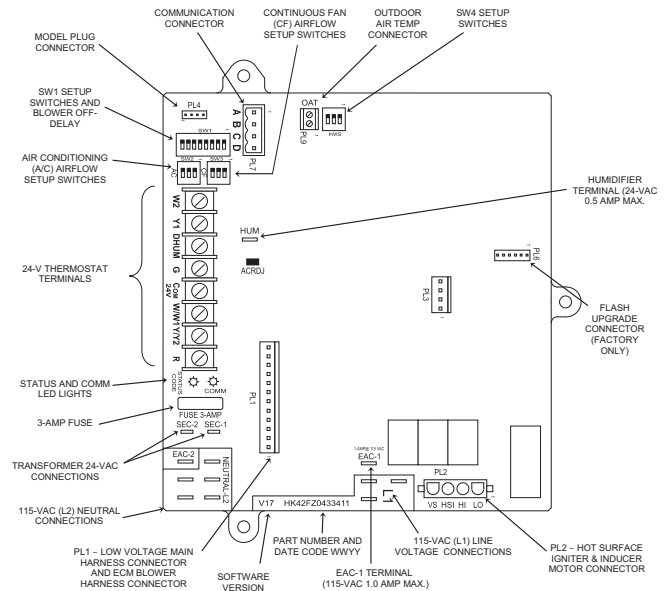 COMMUNICATION
CONNECTOR
CONTINUOUS FAN
(CF) AIRFLOW
SETUP SWITCHES
OUTDOOR
AIR TEMP
CONNECTOR
SW4 SETUP
SWITCHES
MODEL PLUG
CONNECTOR
SW1 SETUP
SWITCHES AND
BLOWER OFF-
DELAY
AIR CONDITIONING
(A/C) AIRFLOW
SETUP SWITCHES
24-V THERMOSTAT
TERMINALS
STATUS AND COMM
LED LIGHTS
3-AMP FUSE
TRANSFORMER 24-VAC
CONNECTIONS
115-VAC (L2) NEUTRAL
CONNECTIONS
PL4
SW1
SW2
SW3
AC
CF
A B C D
PL7
OAT
PL9
SW4
W2
Y1
DHUM
G
COM
24V
W/W1
Y/Y2
R
HUM
ACRDJ
HUMIDIFIER
TERMINAL (24-VAC
0.5 AMP MAX.
PL6
PL3
FLASH
UPGRADE
CONNECTOR
(FACTORY
ONLY)
STATUS
CODE
COMM
FUSE 3-AMP
SEC-2 SEC-1
PL1
EAC-2
NEUTRAL-L2
EAC-1
L1
PL2
VS HSI HI LO
V17 HK42FZ0433411
PL1 – LOW VOLTAGE MAIN
HARNESS CONNECTOR
AND ECM BLOWER
HARNESS CONNECTOR
SOFTWARE
VERSION
PART NUMBER AND
DATE CODE WWYY
EAC-1 TERMINAL
(115-VAC 1.0 AMP MAX.)
115-VAC (L1) LINE
VOLTAGE CONNECTIONS
PL2 – HOT SURFACE
IGNITER & INDUCER
MOTOR CONNECTOR